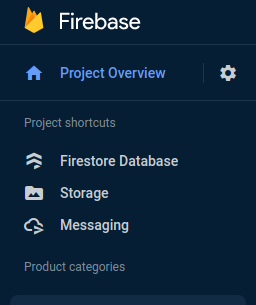 Firebase
Project Overview
Project shortcuts
Firestore Database
Storage
Messaging
Product categories